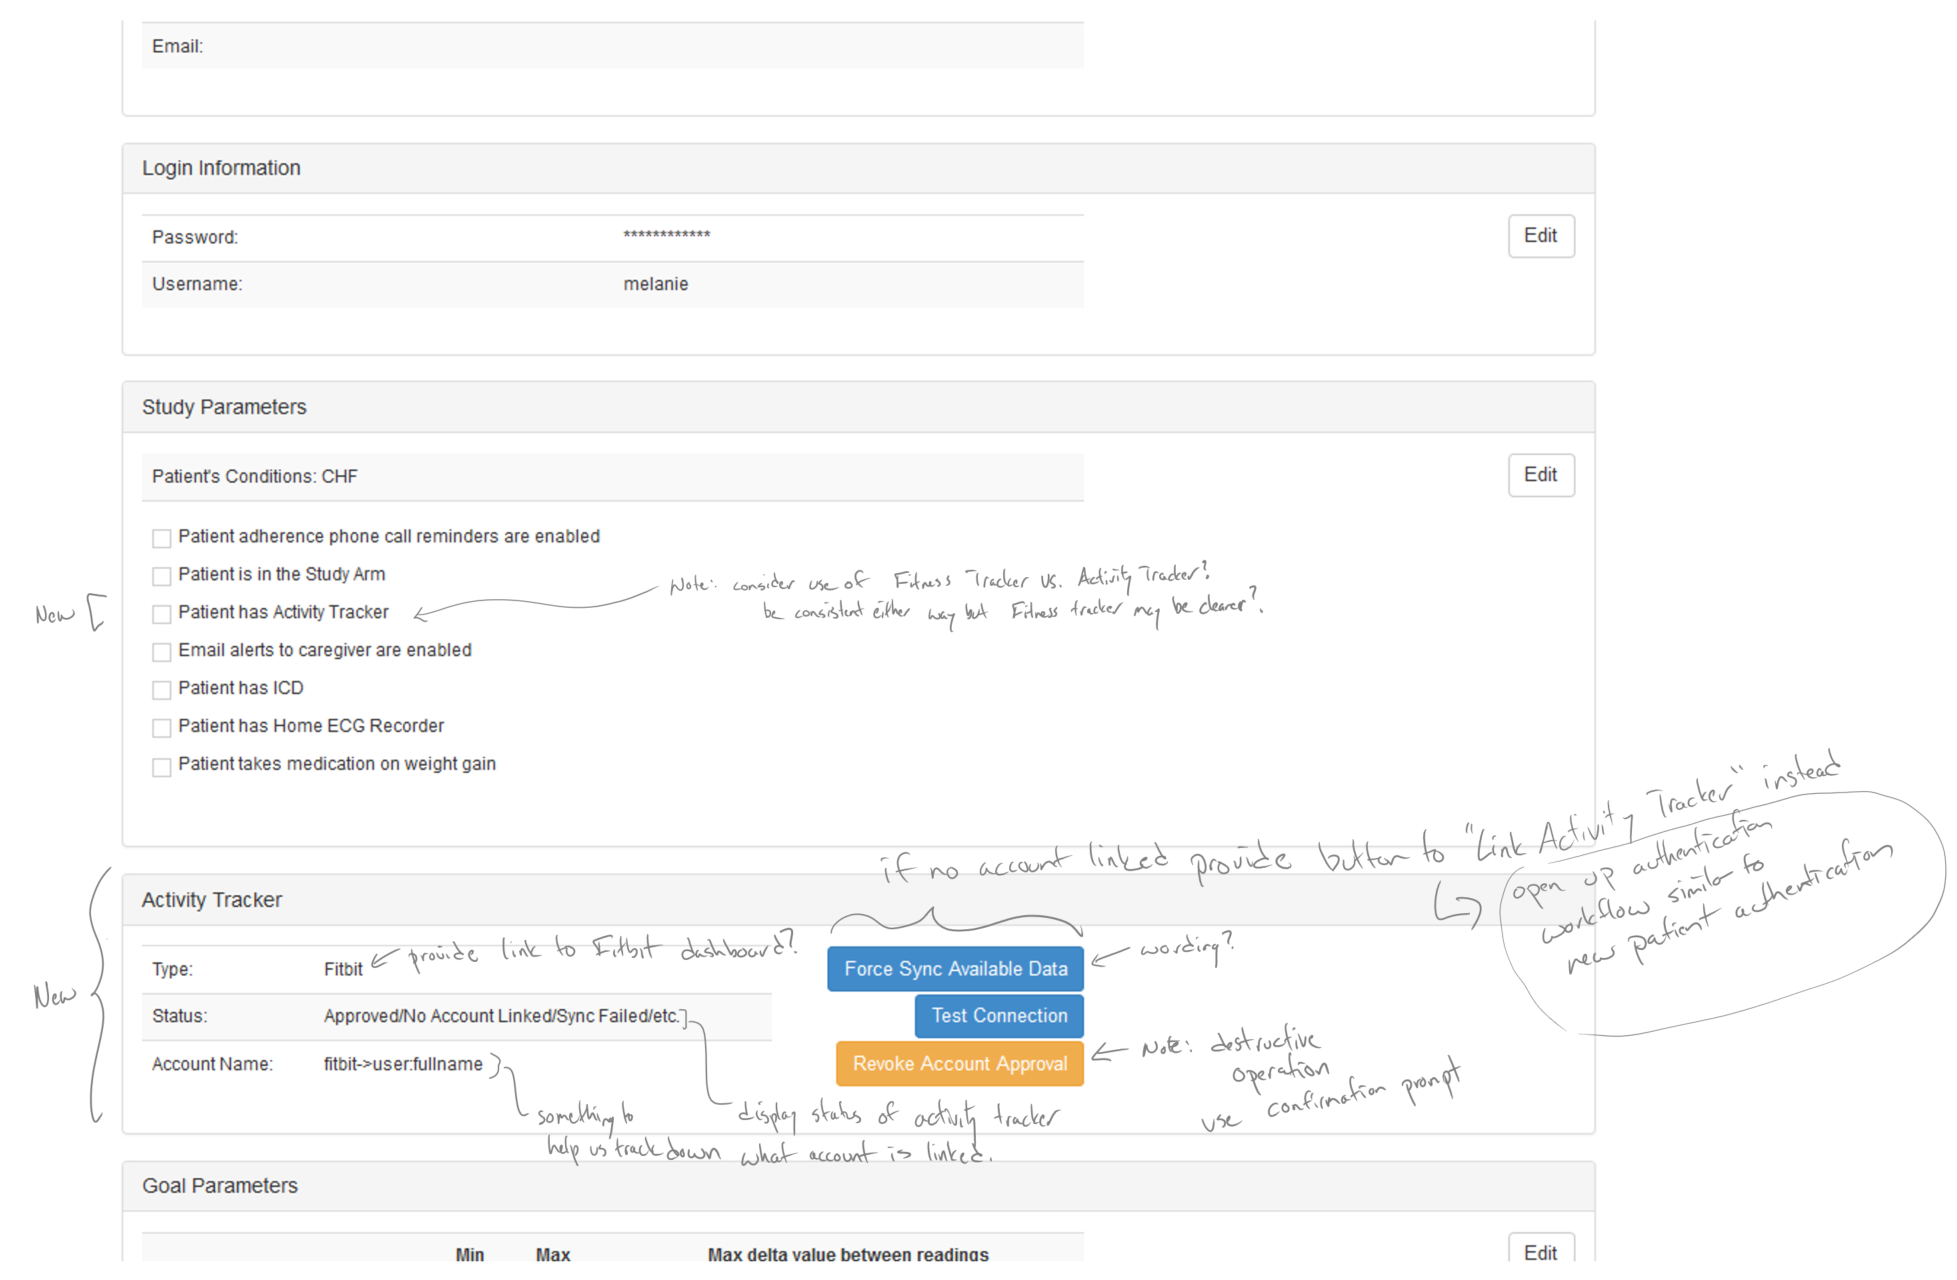 Email:
Login Information
Password: ************
Edit
Username: melanie
Study Parameters
Patient's Conditions: CHF
Edit
Patient adherence phone call reminders are enabled
Patient is in the Study Arm
Note: consider use of Fitness Tracker vs. Activity Tracker?
be consistent either way but Fitness tracker may be clearer?.
New [
Patient has Activity Tracker
Email alerts to caregiver are enabled
Patient has ICD
Patient has Home ECG Recorder
Patient takes medication on weight gain
if no account linked provide button to "Link Activity Tracker" instead
open up authentication
workflow similar to
new patient authentication
Activity Tracker
New
Type: Fitbit
provide link to Fitbit dashboard?
Force Sync Available Data
wording?
Status: Approved/No Account Linked/Sync Failed/etc.
Test Connection
Account Name: fitbit->user:fullname
Revoke Account Approval
Note: destructive
operation
use confirmation prompt
something to
help us track down what account is linked.
display status of activity tracker
Goal Parameters
Min Max Max delta value between readings
Edit